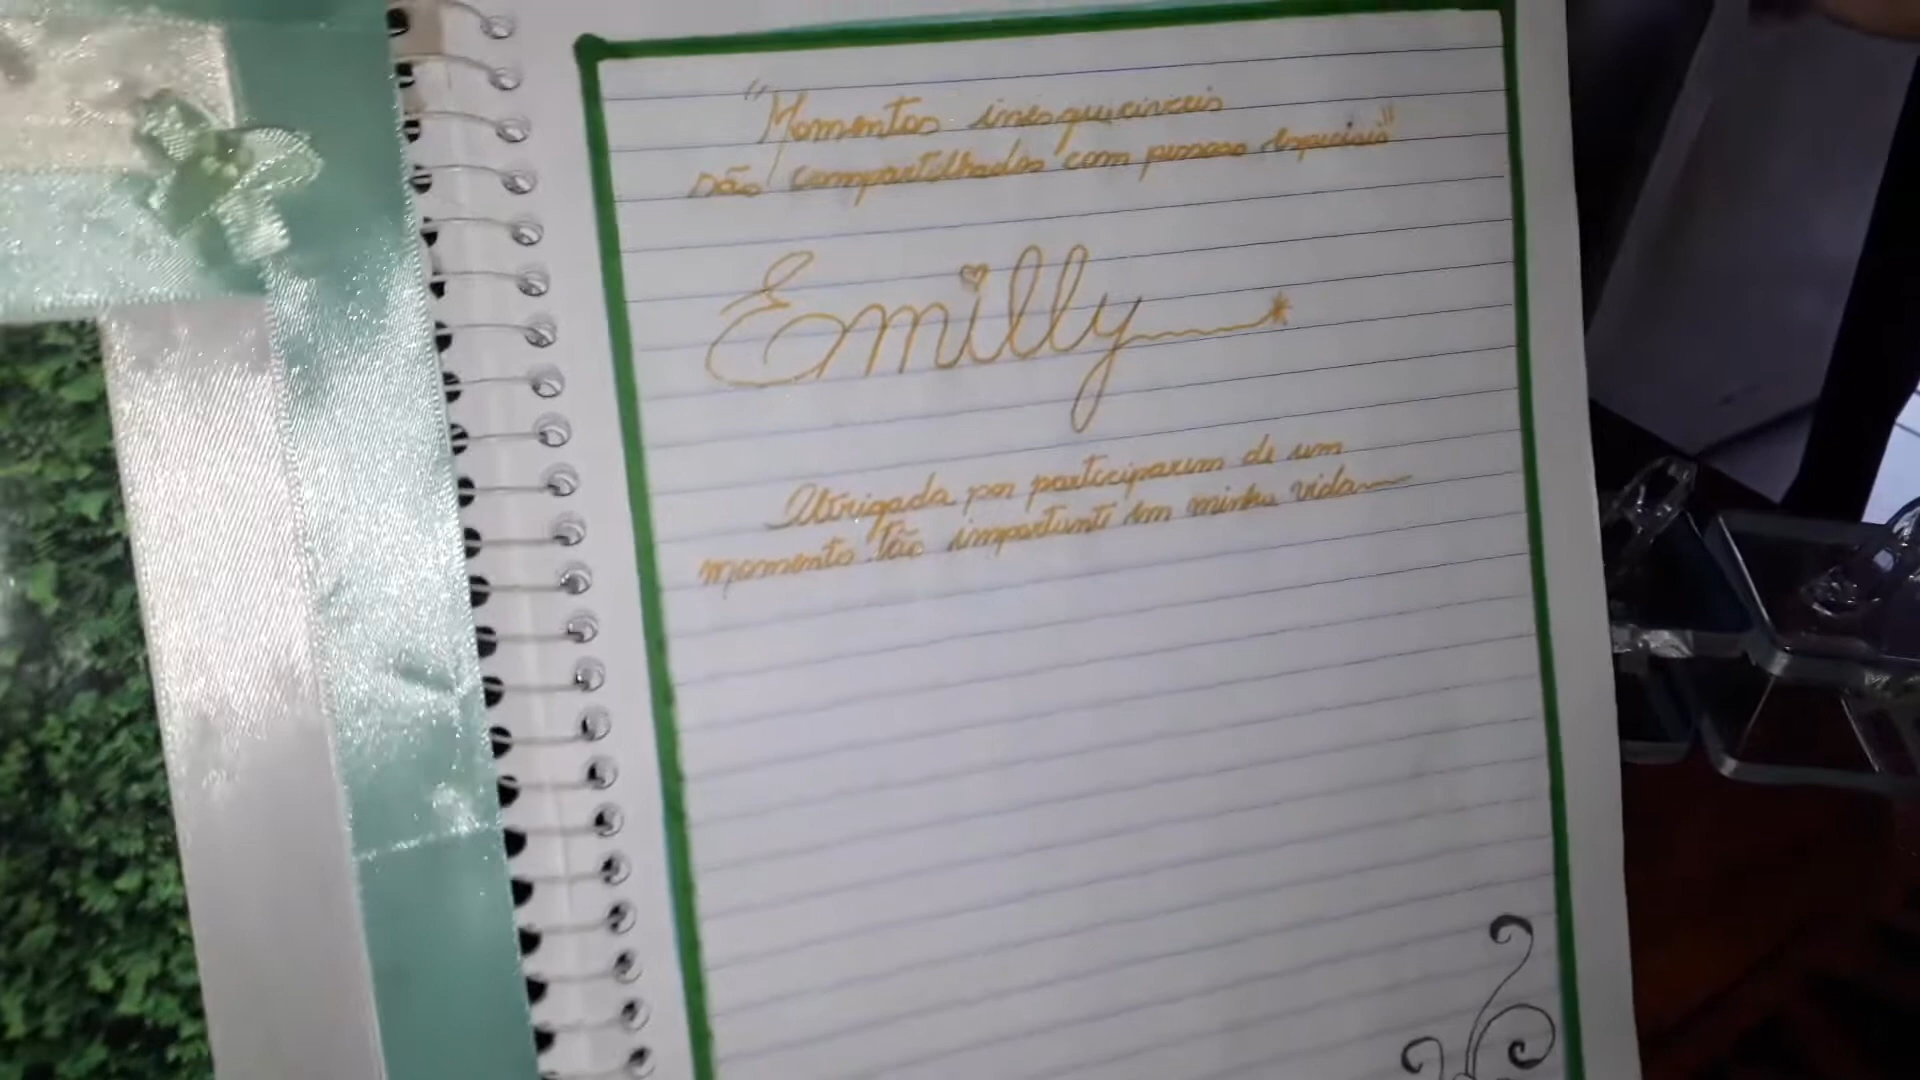 "Momentos inesquecíveis
são compartilhados com pessoas especiais"
Emilly
Obrigada por participarem de um
momento tão importante em minha vida